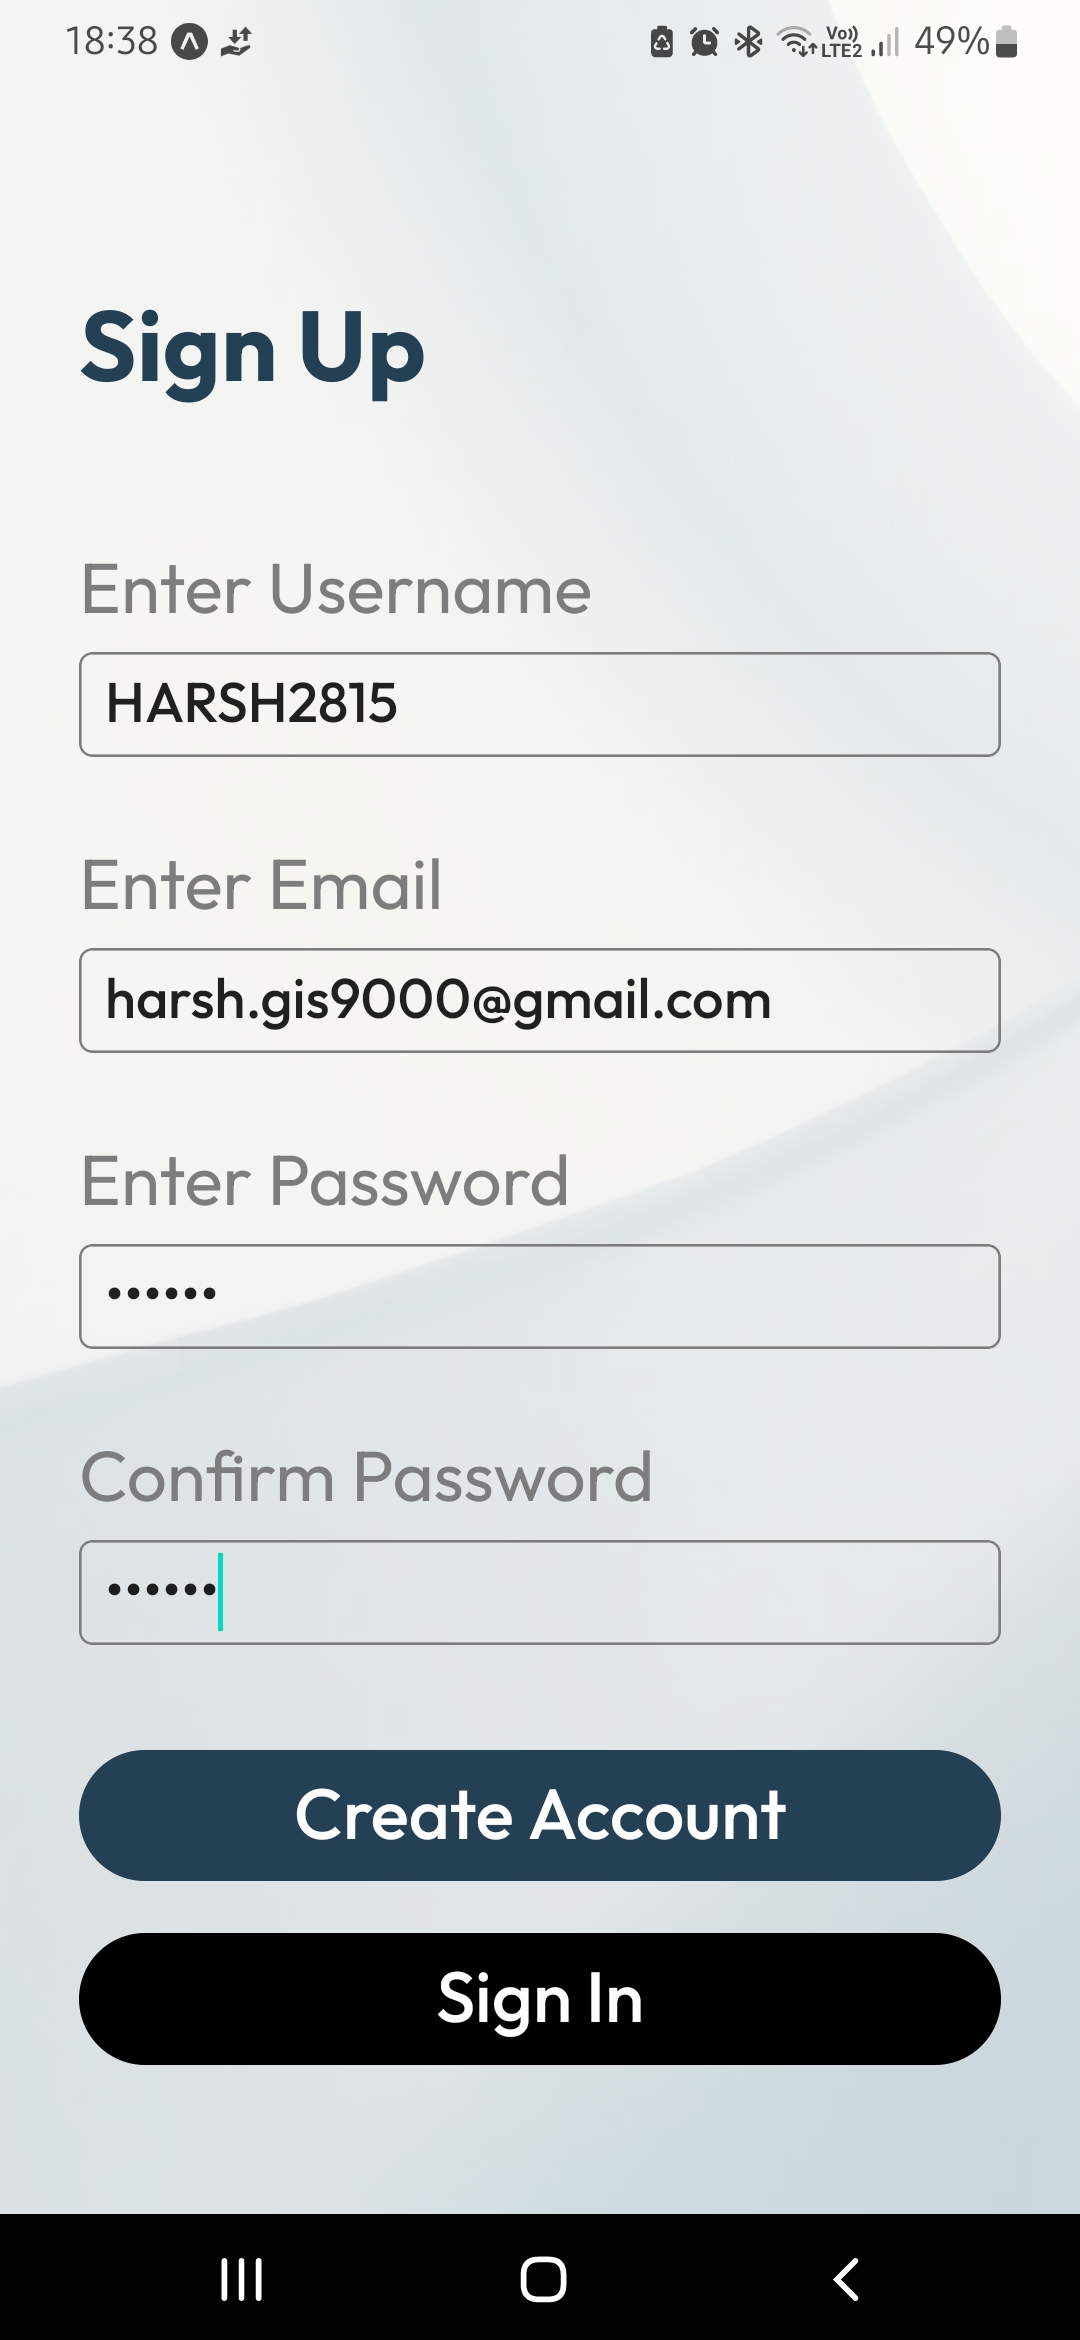 18:38 Vo)) LTE2 49%
Sign Up
Enter Username
HARSH2815
Enter Email
harsh.gis9000@gmail.com
Enter Password
••••••
Confirm Password
••••••
Create Account
Sign In